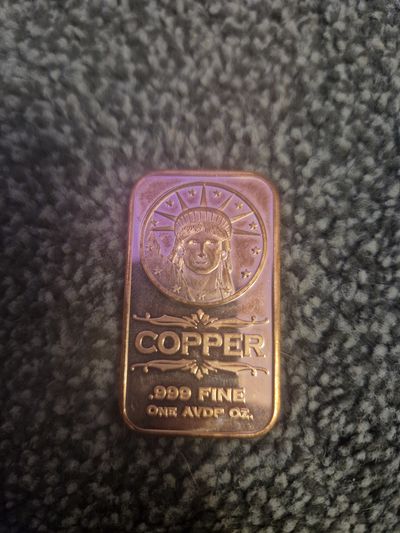 COPPER
.999 FINE
ONE AVDP OZ.